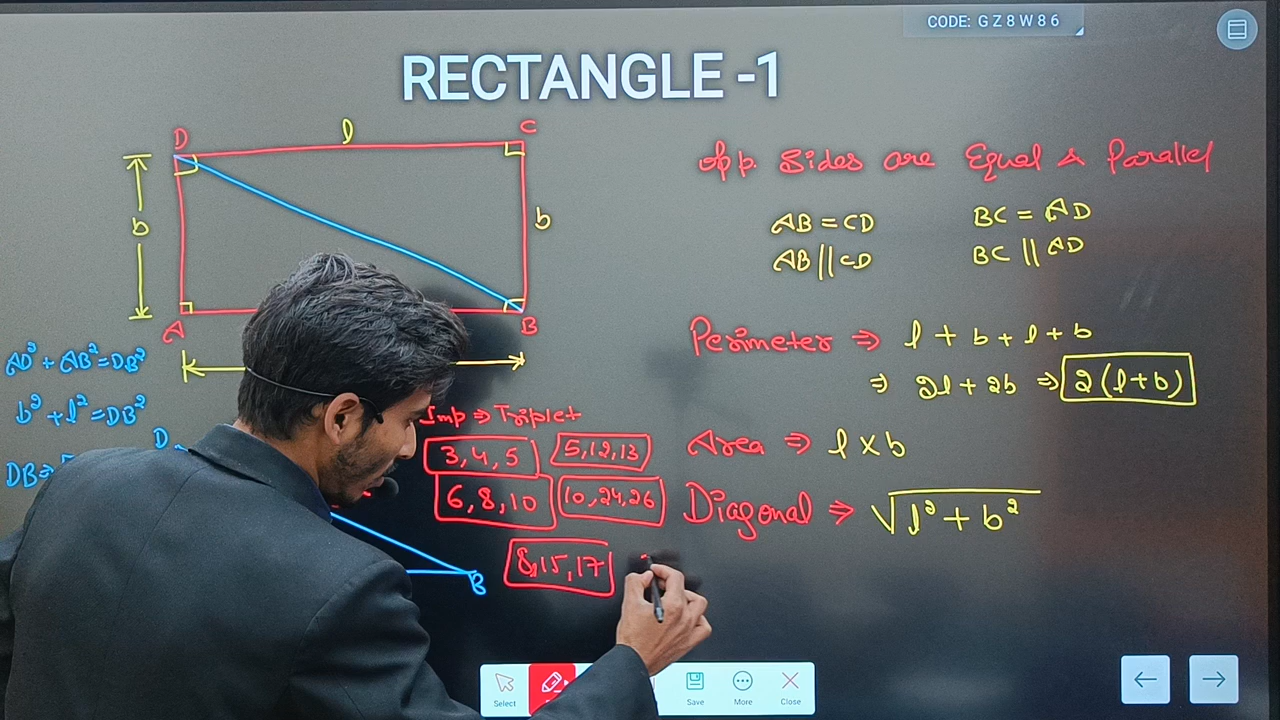 CODE: G Z 8 W 8 6
RECTANGLE -1
D
l
C
b
b
A
B
AD² + AB² = DB²
b² + l² = DB²
D
DB ⇒
B
Imp ⇒ Triplet
3, 4, 5
5, 12, 13
6, 8, 10
10, 24, 26
8, 15, 17
Opp. Sides are Equal & Parallel
AB = CD
BC = AD
AB || CD
BC || AD
Perimeter ⇒ l + b + l + b
⇒ 2l + 2b ⇒ 2(l+b)
Area ⇒ l × b
Diagonal ⇒ √l² + b²
Select
Save
More
Close